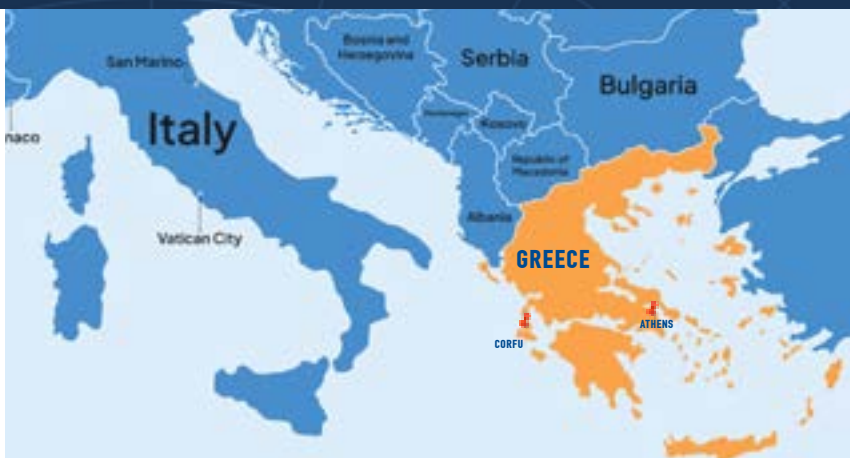 Bosnia and
Herzegovina
San Marino
Serbia
Bulgaria
naco
Italy
Montenegro
Kosovo
Republic of
Macedonia
Albania
Vatican City
GREECE
ATHENS
CORFU